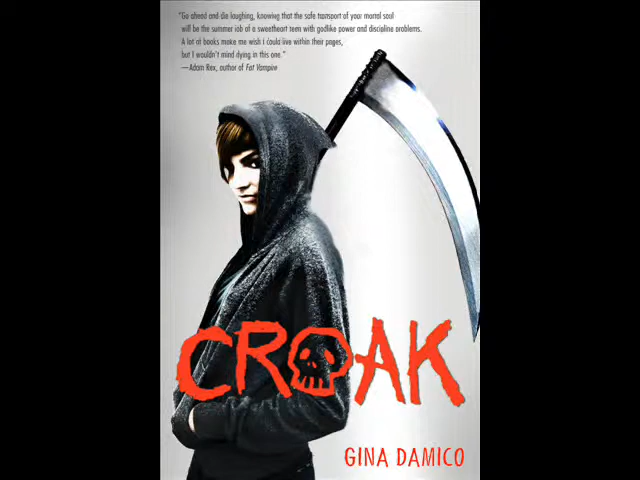 "Go ahead and die laughing, knowing that the safe transport of your mortal soul
will be the summer job of a sweetheart teen with godlike power and discipline problems.
A lot of books make me wish I could live within their pages,
but I wouldn't mind dying in this one."
—Adam Rex, author of Fat Vampire
CROAK
GINA DAMICO